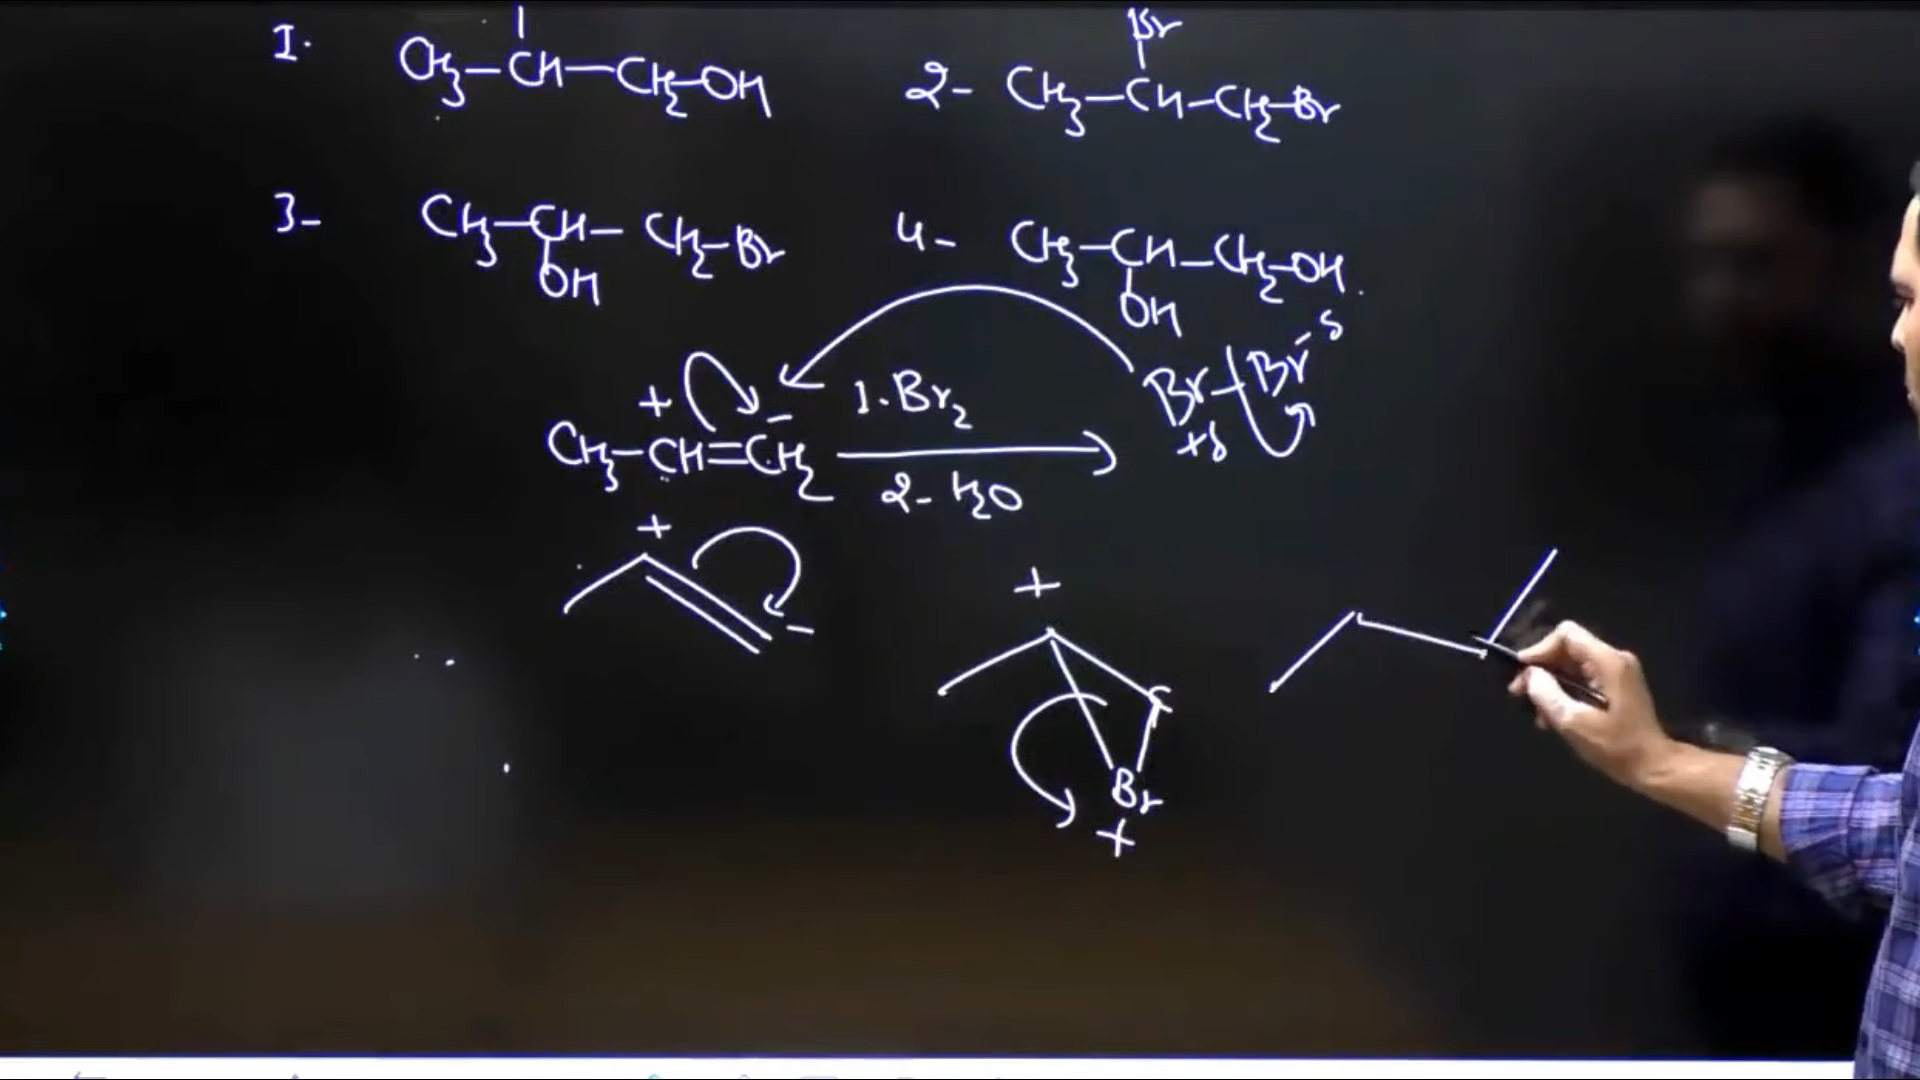 Br
1. CH3-CH-CH2-OH 2- CH3-CH-CH2-Br
3- CH3-CH-CH2-Br 4- CH3-CH-CH2-OH
OH OH
δ-
+ - 1. Br2 Br-Br
CH3-CH=CH2 +δ
2- H2O
+
-
+
C
Br
+